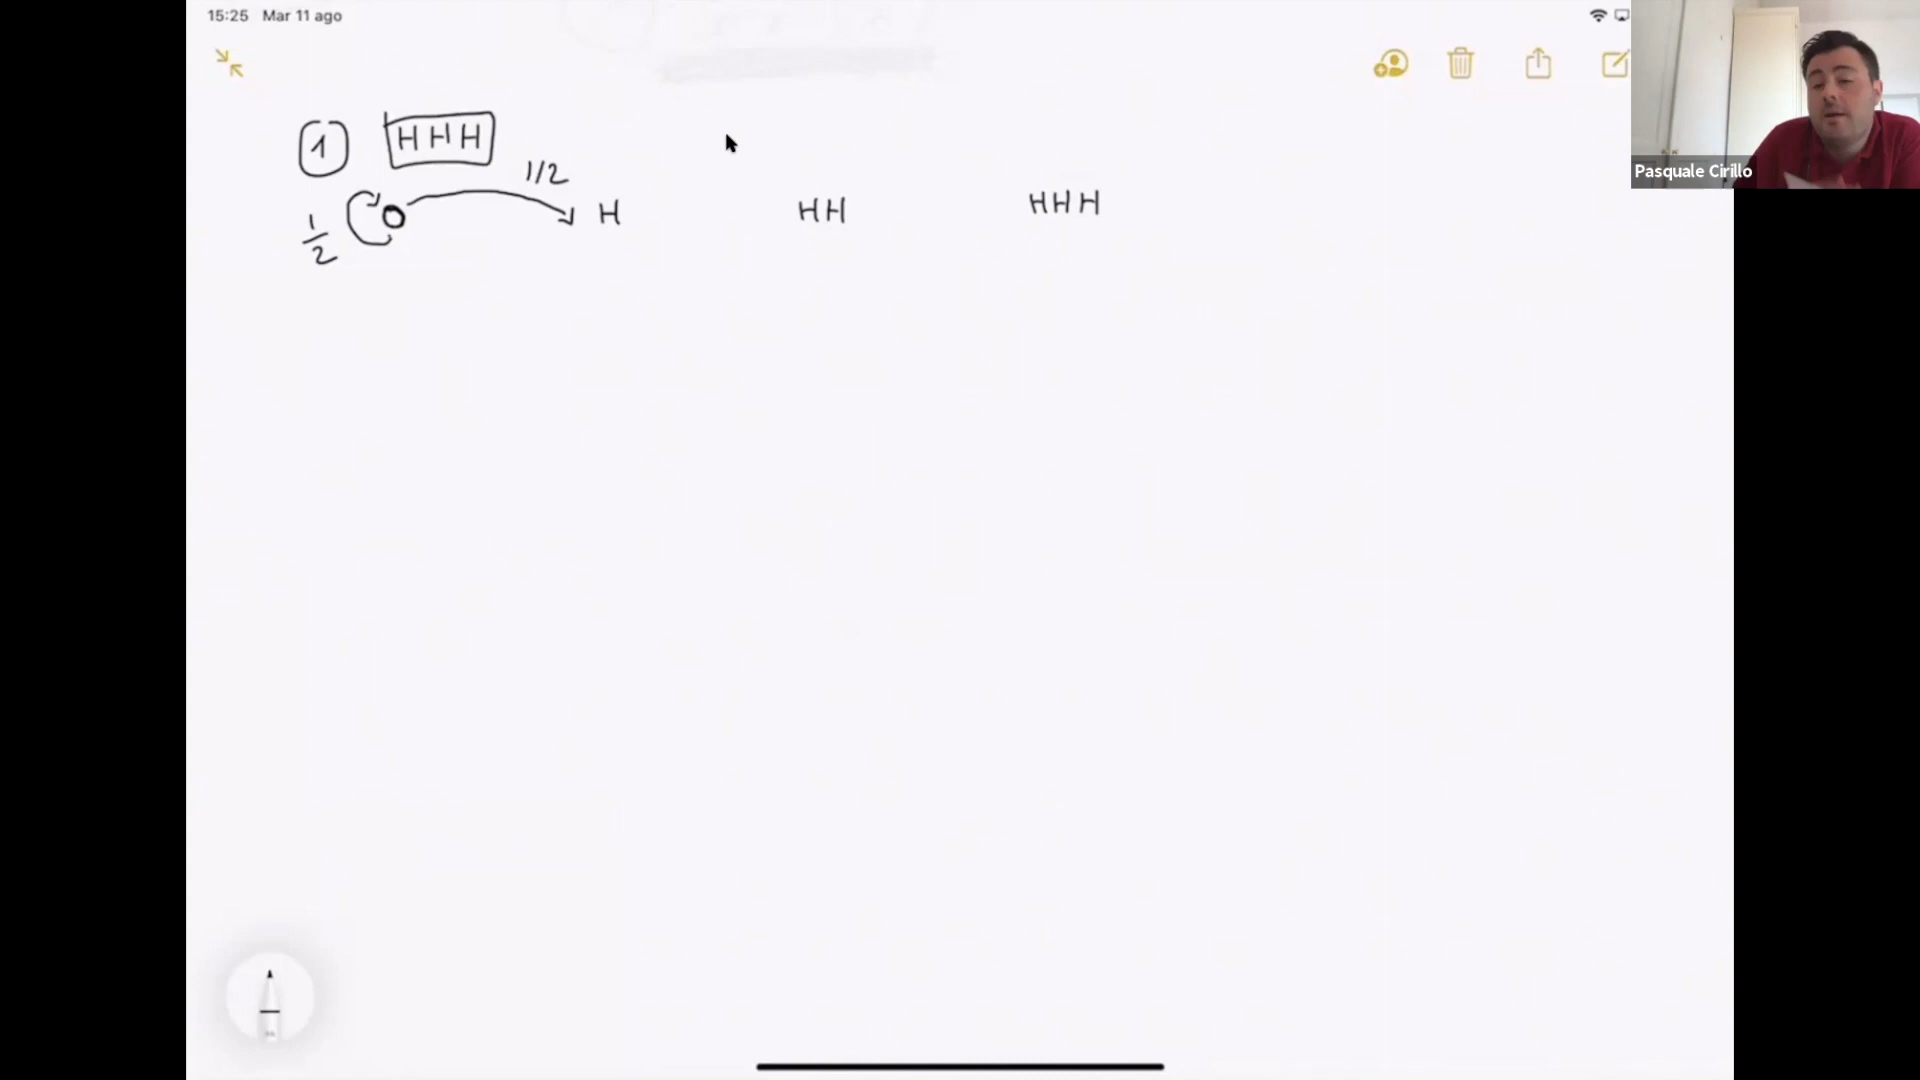 15:25 Mar 11 ago
Pasquale Cirillo
1 HHH
1/2
1/2 0 H HH HHH